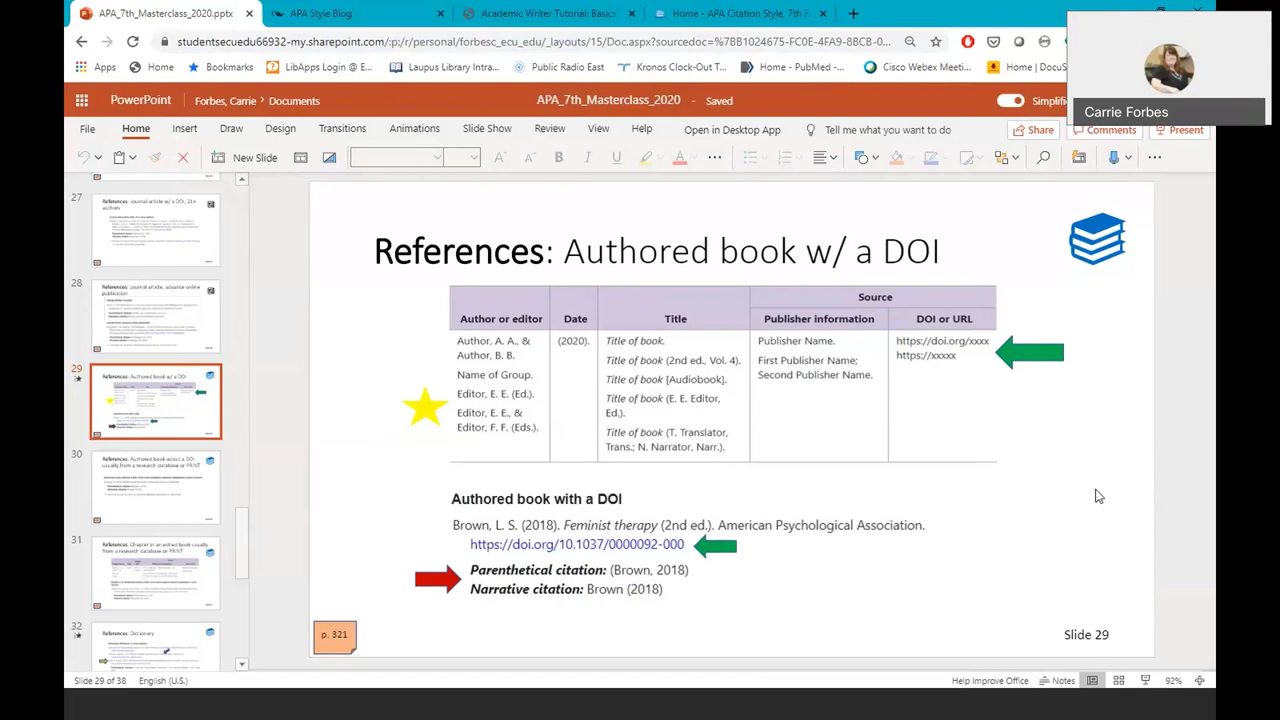 APA_7th_Masterclass_2020.pptx
APA Style Blog
Academic Writer Tutorial: Basics
Home - APA Citation Style, 7th E
studentsecuedu66932-my.sharepoint.com/:p:/r/personal/forbesc_ecu_edu/_layouts/15/Doc.aspx?sourcedoc=%7BB1024675-FC0E-4FA9-8BCB-0...
Apps
Home
Bookmarks
LibApps Login @ E...
Laupus Librarian...
Public Radio East
Kronos Clock-Out T...
Home - PubMed -...
Cisco Webex Meeti...
Home | DocuS
Carrie Forbes
PowerPoint
Forbes, Carrie > Documents
APA_7th_Masterclass_2020 - Saved
Simplifi
File Home Insert Draw Design Transitions Animations Slide Show Review View Help Open in Desktop App Tell me what you want to do
Share Comments Present
New Slide
27
References: Journal article w/ a DOI, 21+
authors
28
References: Journal article, advance online
publication
29
References: Authored book w/ a DOI
30
References: Authored book w/out a DOI
usually from a research database or PRINT
31
References: Chapter in an edited book usually
from a research database or PRINT
32
References: Dictionary
References: Authored book w/ a DOI
Source
Author or editor Date Title Publisher information DOI or URL
Author, A. A., &
Author, B. B.
Name of Group.
Editor, E. E. (Ed.).
Editor, E. E., &
Editor, F. F. (Eds.).
(2020).
Title of book.
Title of book (2nd ed., Vol. 4).
Title of book [Audiobook].
Title of book (E. E. Editor,
Ed.).
Title of book (T. Translator,
Trans.; N. Narrator, Narr.).
Publisher Name.
First Publisher Name;
Second Publisher Name.
https://doi.org/xxxx
https://xxxxx
Authored book with a DOI
Brown, L. S. (2018). Feminist therapy (2nd ed.). American Psychological Association.
https://doi.org/10.1037/0000092-000
Parenthetical citation: (Brown, 2018)
Narrative citation: Brown (2018)
p. 321
Slide 29
Slide 29 of 38
English (U.S.)
Help Improve Office
Notes
92%